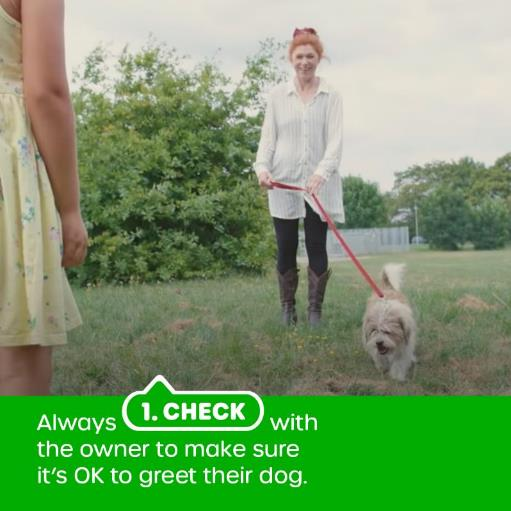 Always 1. CHECK with
the owner to make sure
it's OK to greet their dog.